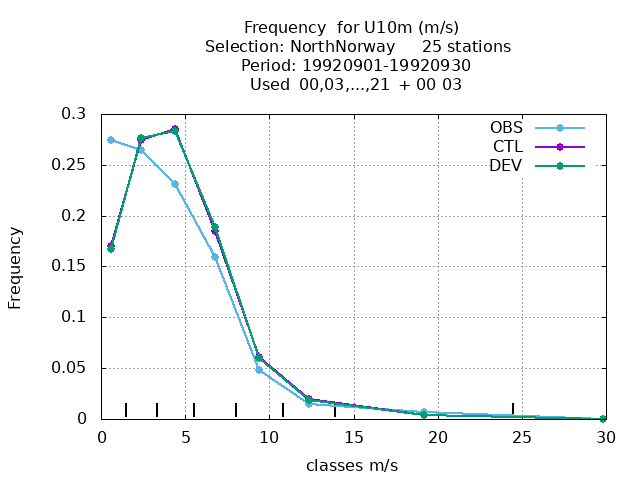 Frequency  for U10m (m/s)
Selection: NorthNorway     25 stations
Period: 19920901-19920930
Used  00,03,...,21  + 00 03
OBS
CTL
DEV
Frequency
0.3
0.25
0.2
0.15
0.1
0.05
0
0 5 10 15 20 25 30
classes m/s